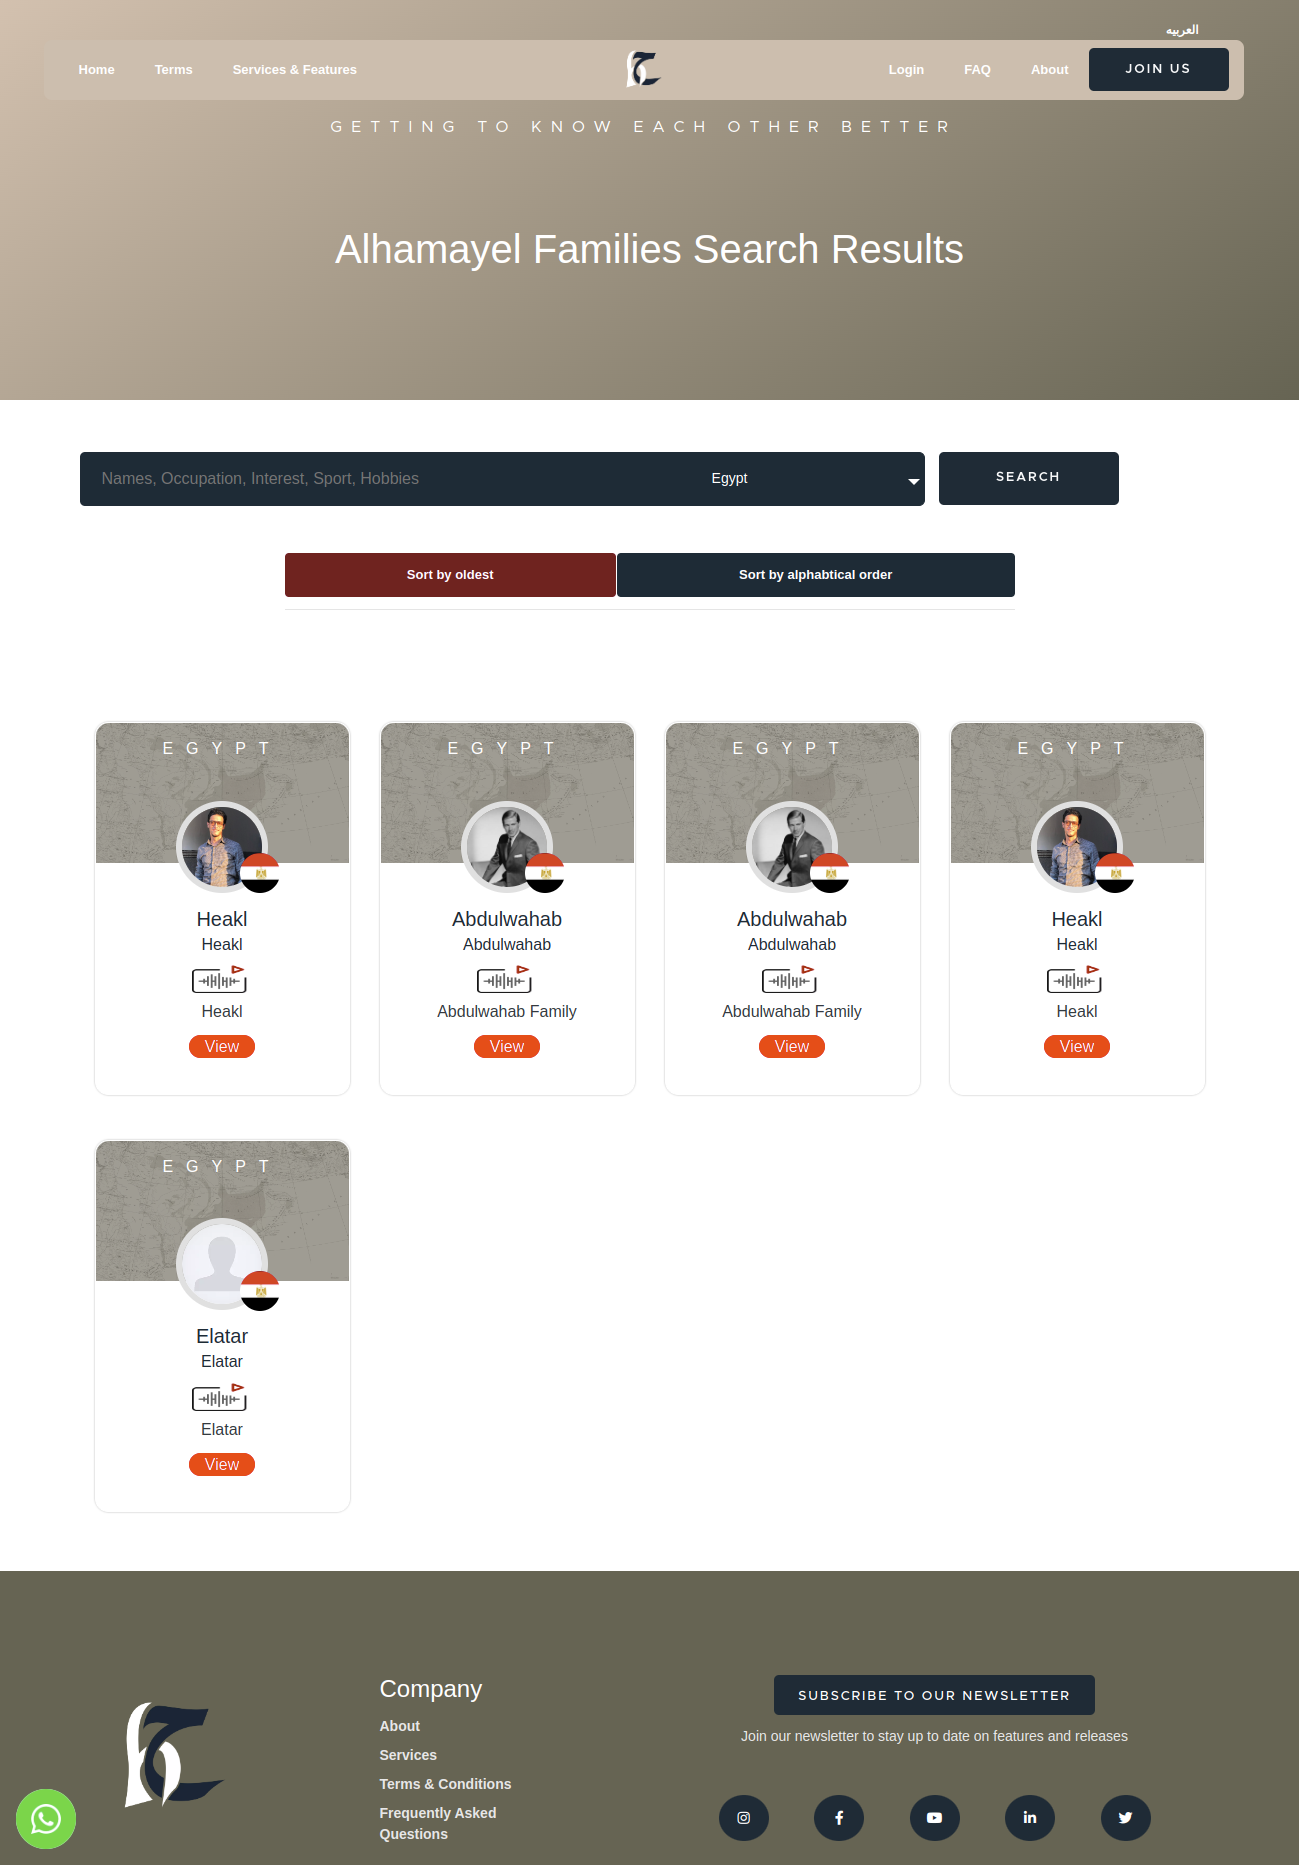 العربيه
Home Terms Services & Features Login FAQ About JOIN US
GETTING TO KNOW EACH OTHER BETTER
Alhamayel Families Search Results
Names, Occupation, Interest, Sport, Hobbies Egypt SEARCH
Sort by oldest Sort by alphabtical order
EGYPT EGYPT EGYPT EGYPT
Heakl Abdulwahab Abdulwahab Heakl
Heakl Abdulwahab Abdulwahab Heakl
Heakl Abdulwahab Family Abdulwahab Family Heakl
View View View View
EGYPT
Elatar
Elatar
Elatar
View
Company
About
Services
Terms & Conditions
Frequently Asked
Questions
SUBSCRIBE TO OUR NEWSLETTER
Join our newsletter to stay up to date on features and releases